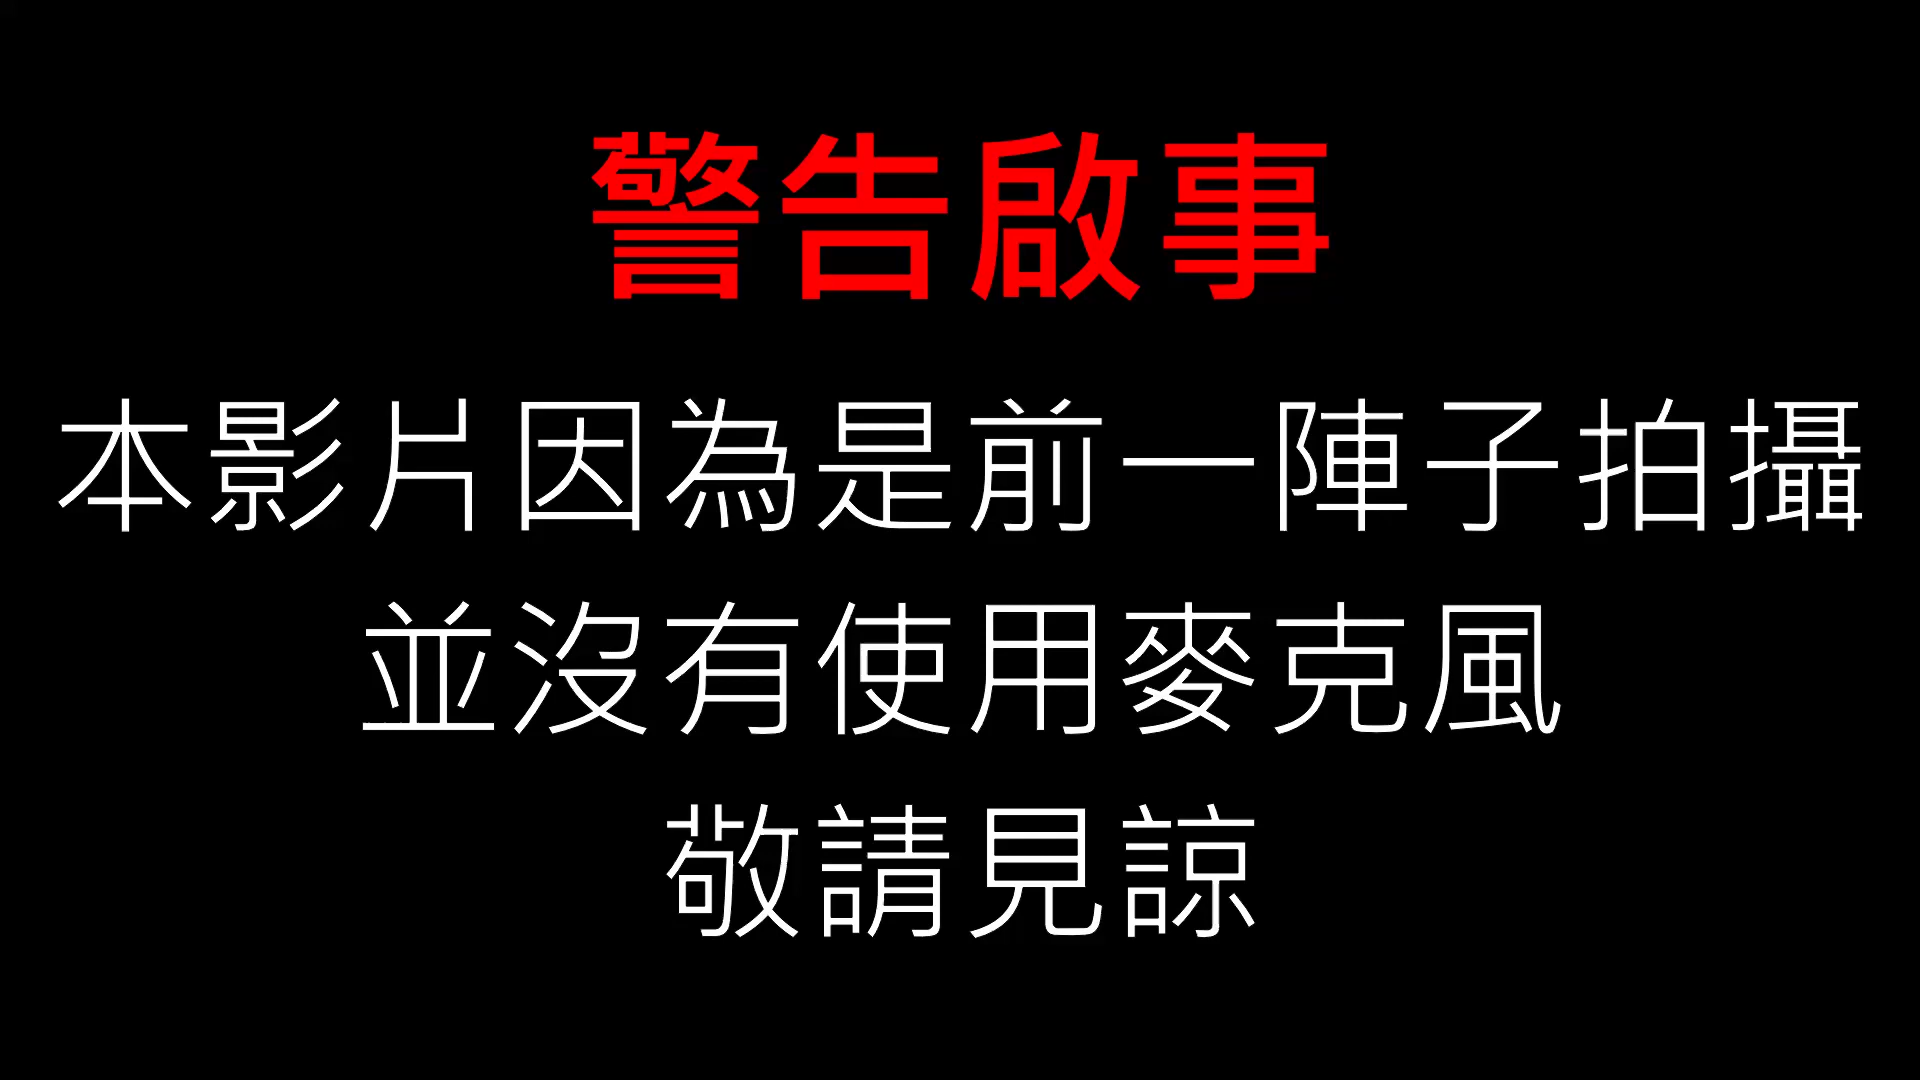 警告啟事
本影片因為是前一陣子拍攝
並沒有使用麥克風
敬請見諒